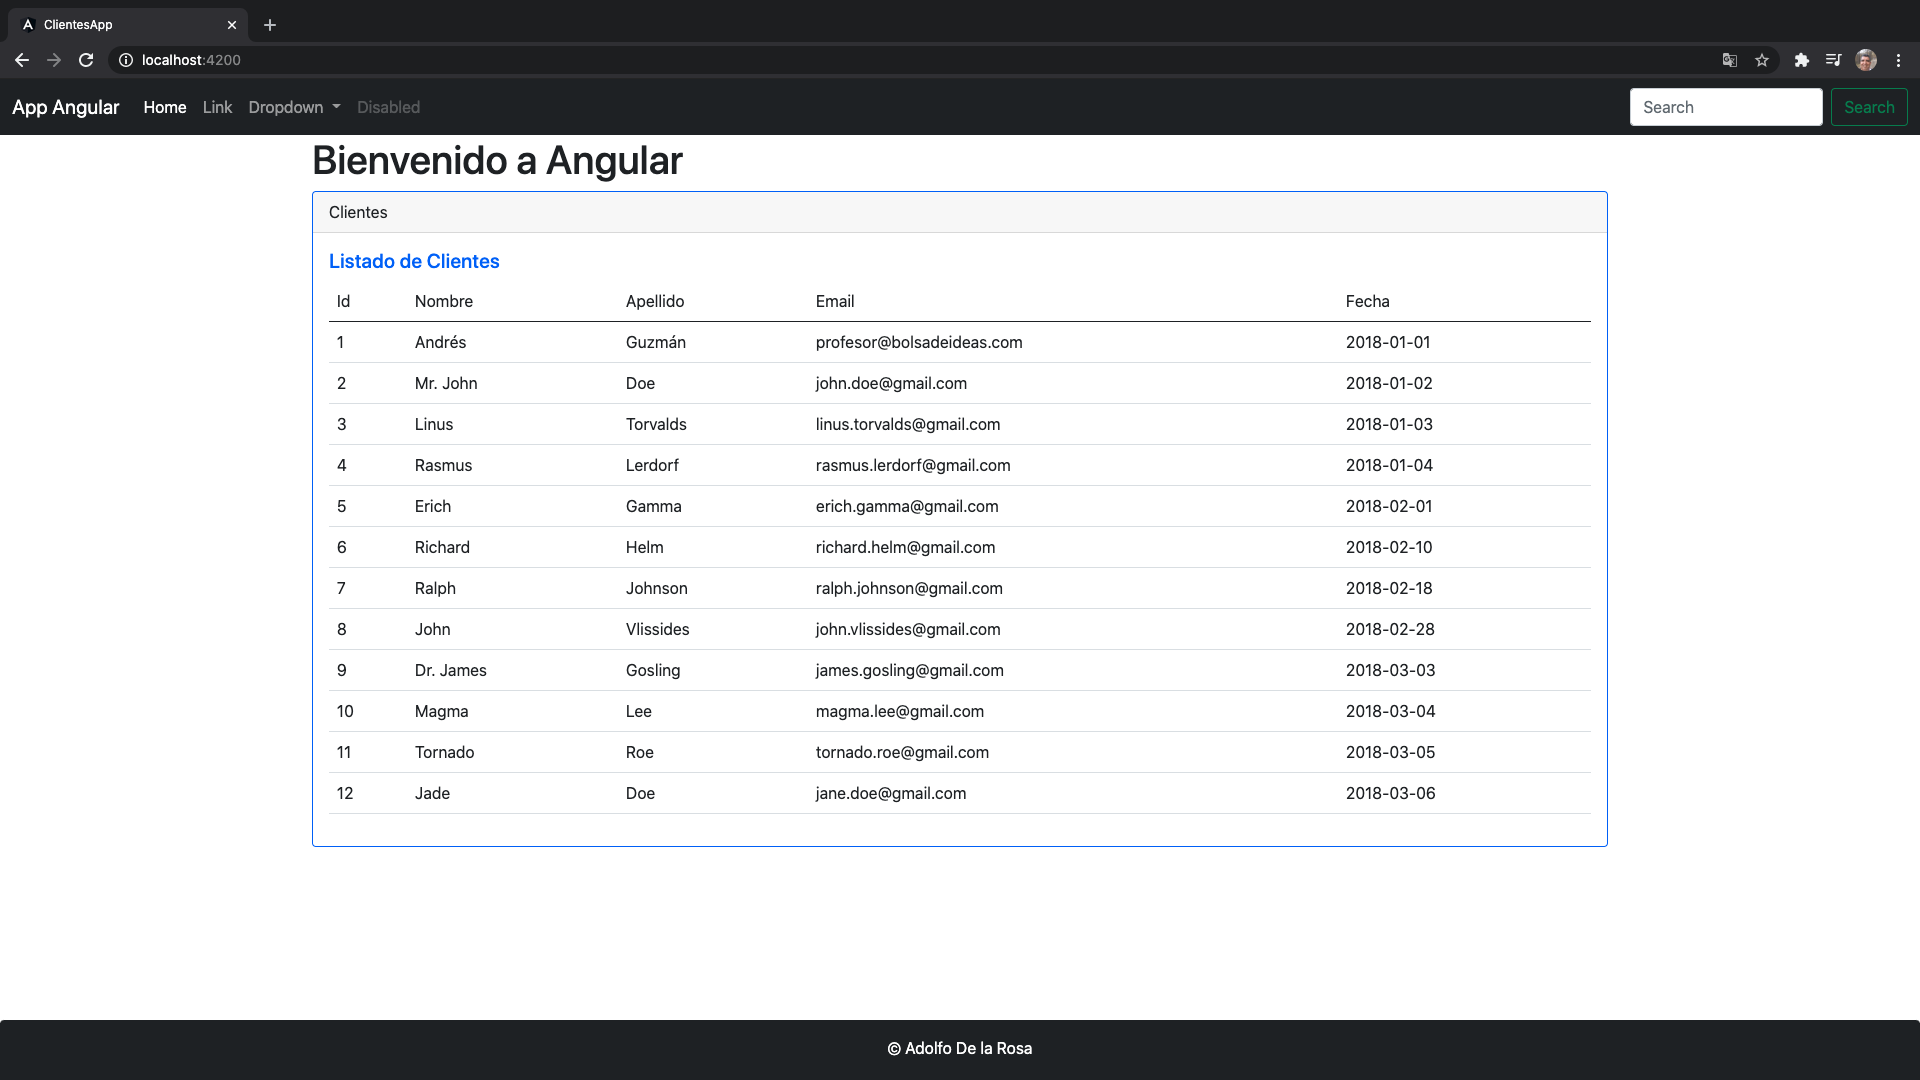 ClientesApp
localhost:4200
App Angular Home Link Dropdown Disabled Search Search
Bienvenido a Angular
Clientes
Listado de Clientes
Id Nombre Apellido Email Fecha
1 Andrés Guzmán profesor@bolsadeideas.com 2018-01-01
2 Mr. John Doe john.doe@gmail.com 2018-01-02
3 Linus Torvalds linus.torvalds@gmail.com 2018-01-03
4 Rasmus Lerdorf rasmus.lerdorf@gmail.com 2018-01-04
5 Erich Gamma erich.gamma@gmail.com 2018-02-01
6 Richard Helm richard.helm@gmail.com 2018-02-10
7 Ralph Johnson ralph.johnson@gmail.com 2018-02-18
8 John Vlissides john.vlissides@gmail.com 2018-02-28
9 Dr. James Gosling james.gosling@gmail.com 2018-03-03
10 Magma Lee magma.lee@gmail.com 2018-03-04
11 Tornado Roe tornado.roe@gmail.com 2018-03-05
12 Jade Doe jane.doe@gmail.com 2018-03-06
© Adolfo De la Rosa